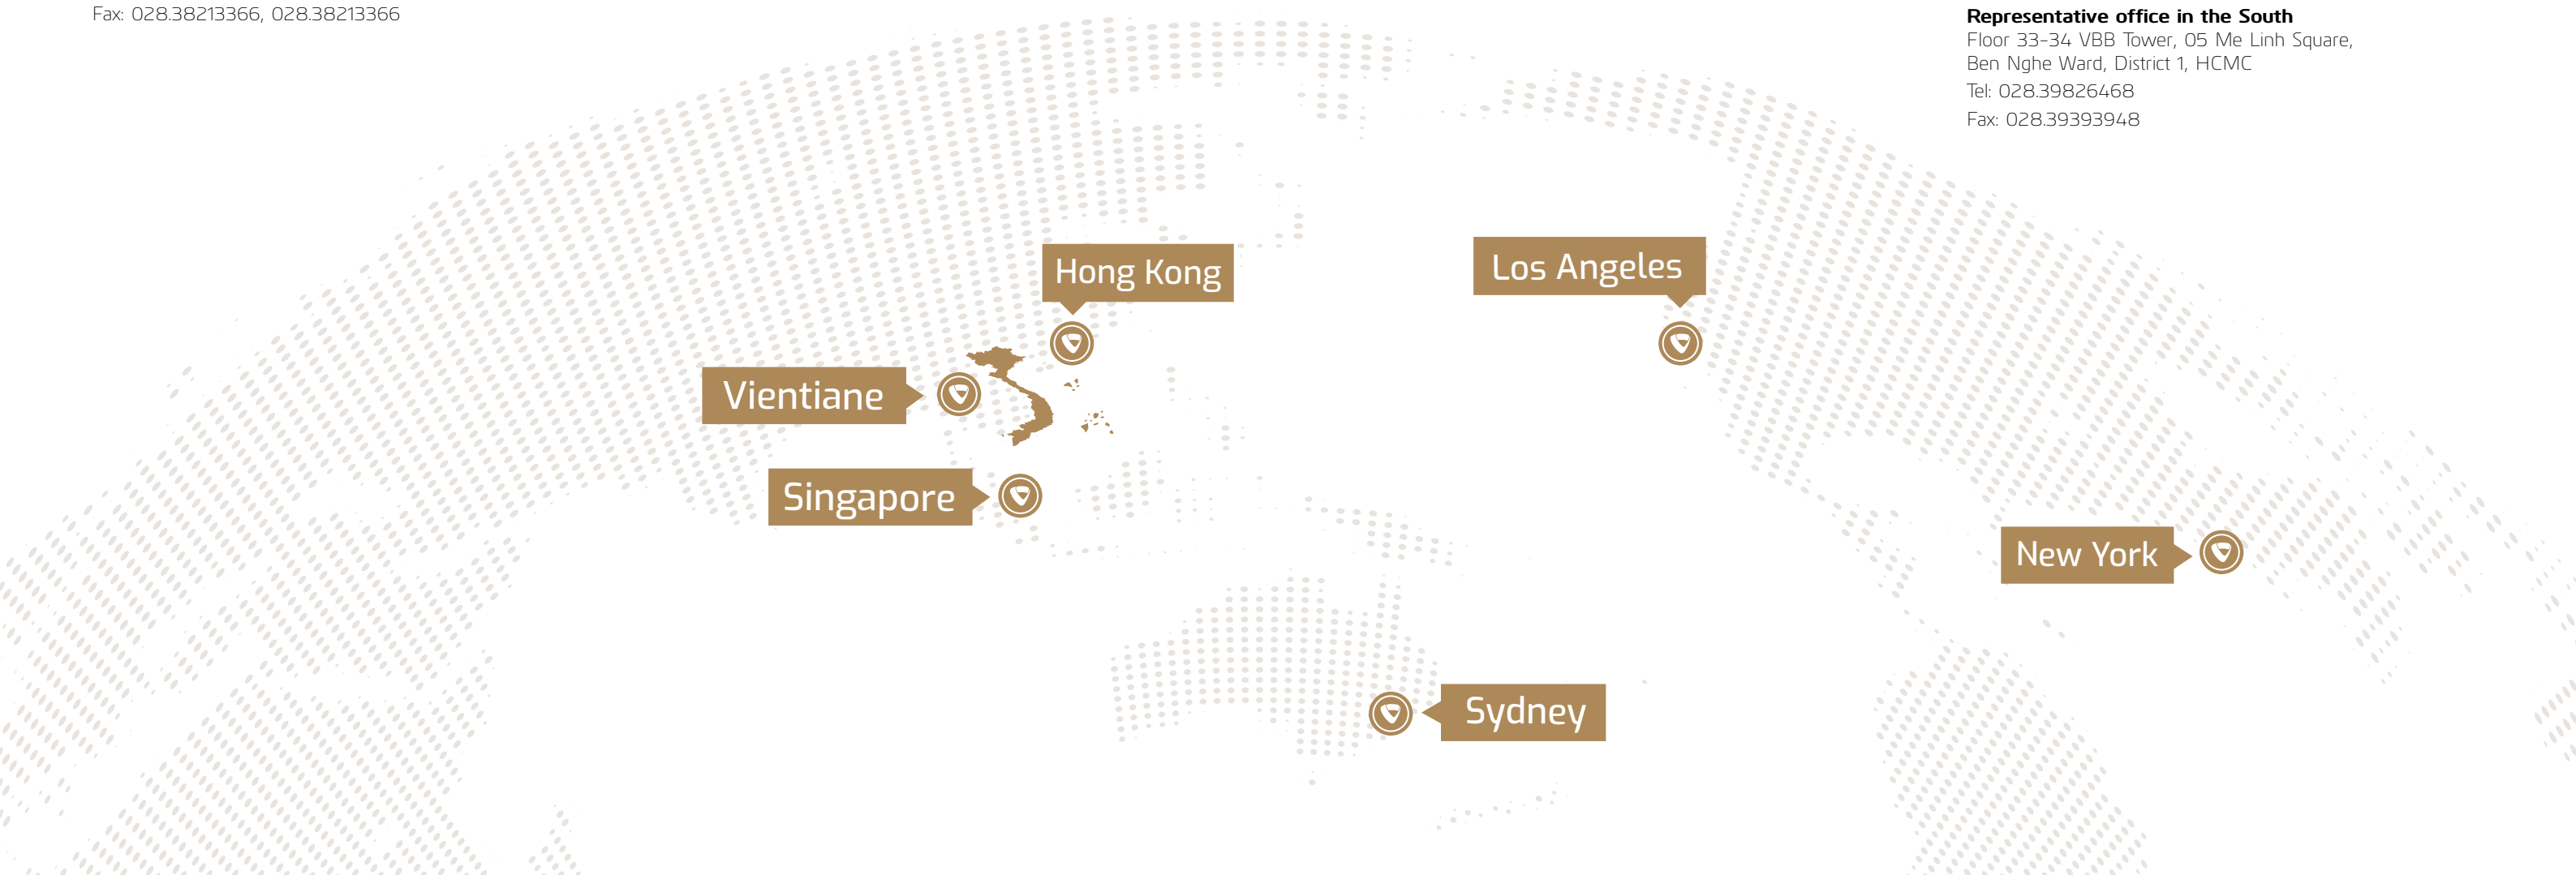 Fax: 028.38213366, 028.38213366
Representative office in the South
Floor 33-34 VBB Tower, 05 Me Linh Square,
Ben Nghe Ward, District 1, HCMC
Tel: 028.39826468
Fax: 028.39393948
Hong Kong
Los Angeles
Vientiane
Singapore
New York
Sydney